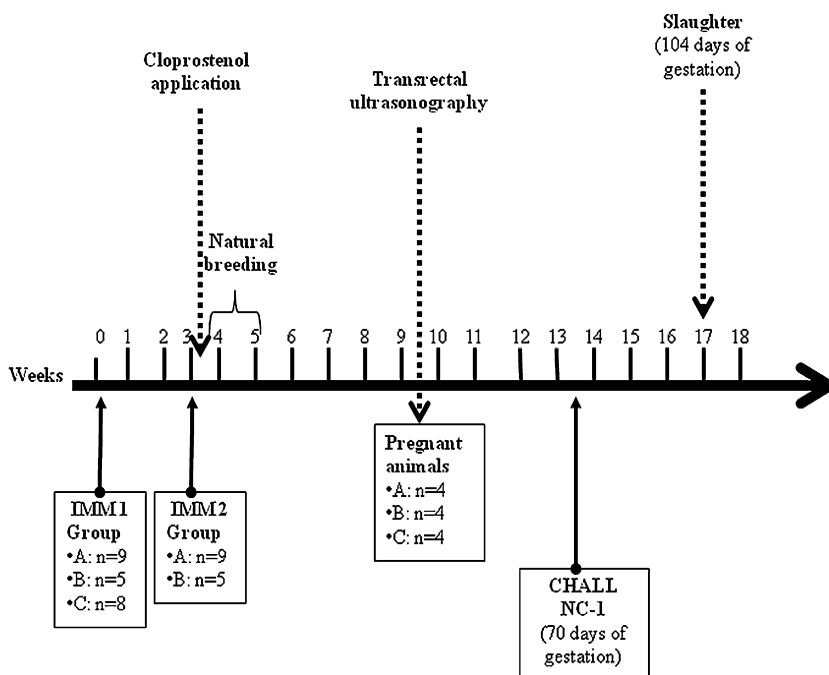 Slaughter
(104 days of
gestation)
Cloprostenol
application
Transrectal
ultrasonography
Natural
breeding
0 1 2 3 4 5 6 7 8 9 10 11 12 13 14 15 16 17 18
Weeks
IMM1
Group
•A: n=9
•B: n=5
•C: n=8
IMM2
Group
•A: n=9
•B: n=5
Pregnant
animals
•A: n=4
•B: n=4
•C: n=4
CHALL
NC-1
(70 days of
gestation)